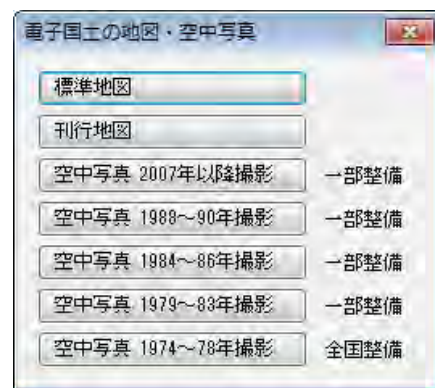 電子国土の地図・空中写真
標準地図
刊行地図
空中写真 2007年以降撮影 一部整備
空中写真 1988～90年撮影 一部整備
空中写真 1984～86年撮影 一部整備
空中写真 1979～83年撮影 一部整備
空中写真 1974～78年撮影 全国整備